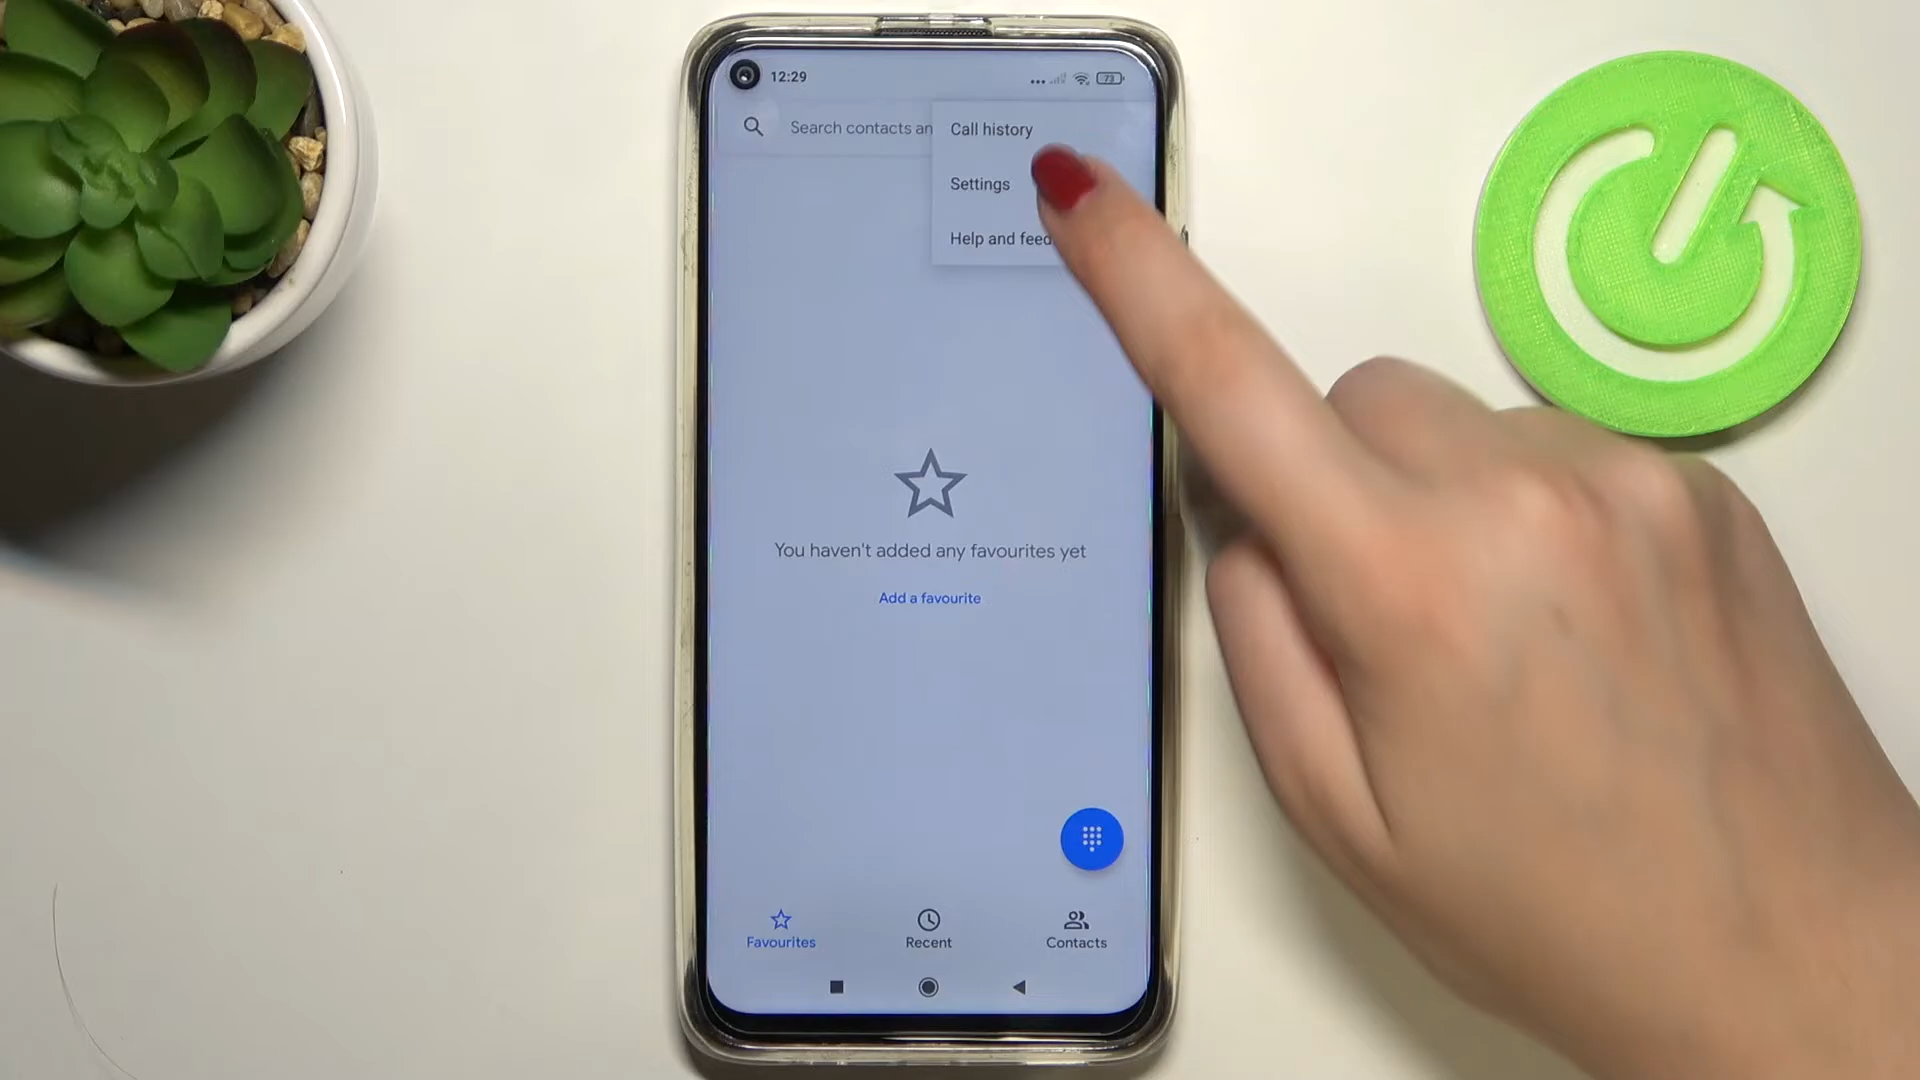 12:29
73
Search contacts an
Call history
Settings
Help and feed
You haven't added any favourites yet
Add a favourite
Favourites
Recent
Contacts